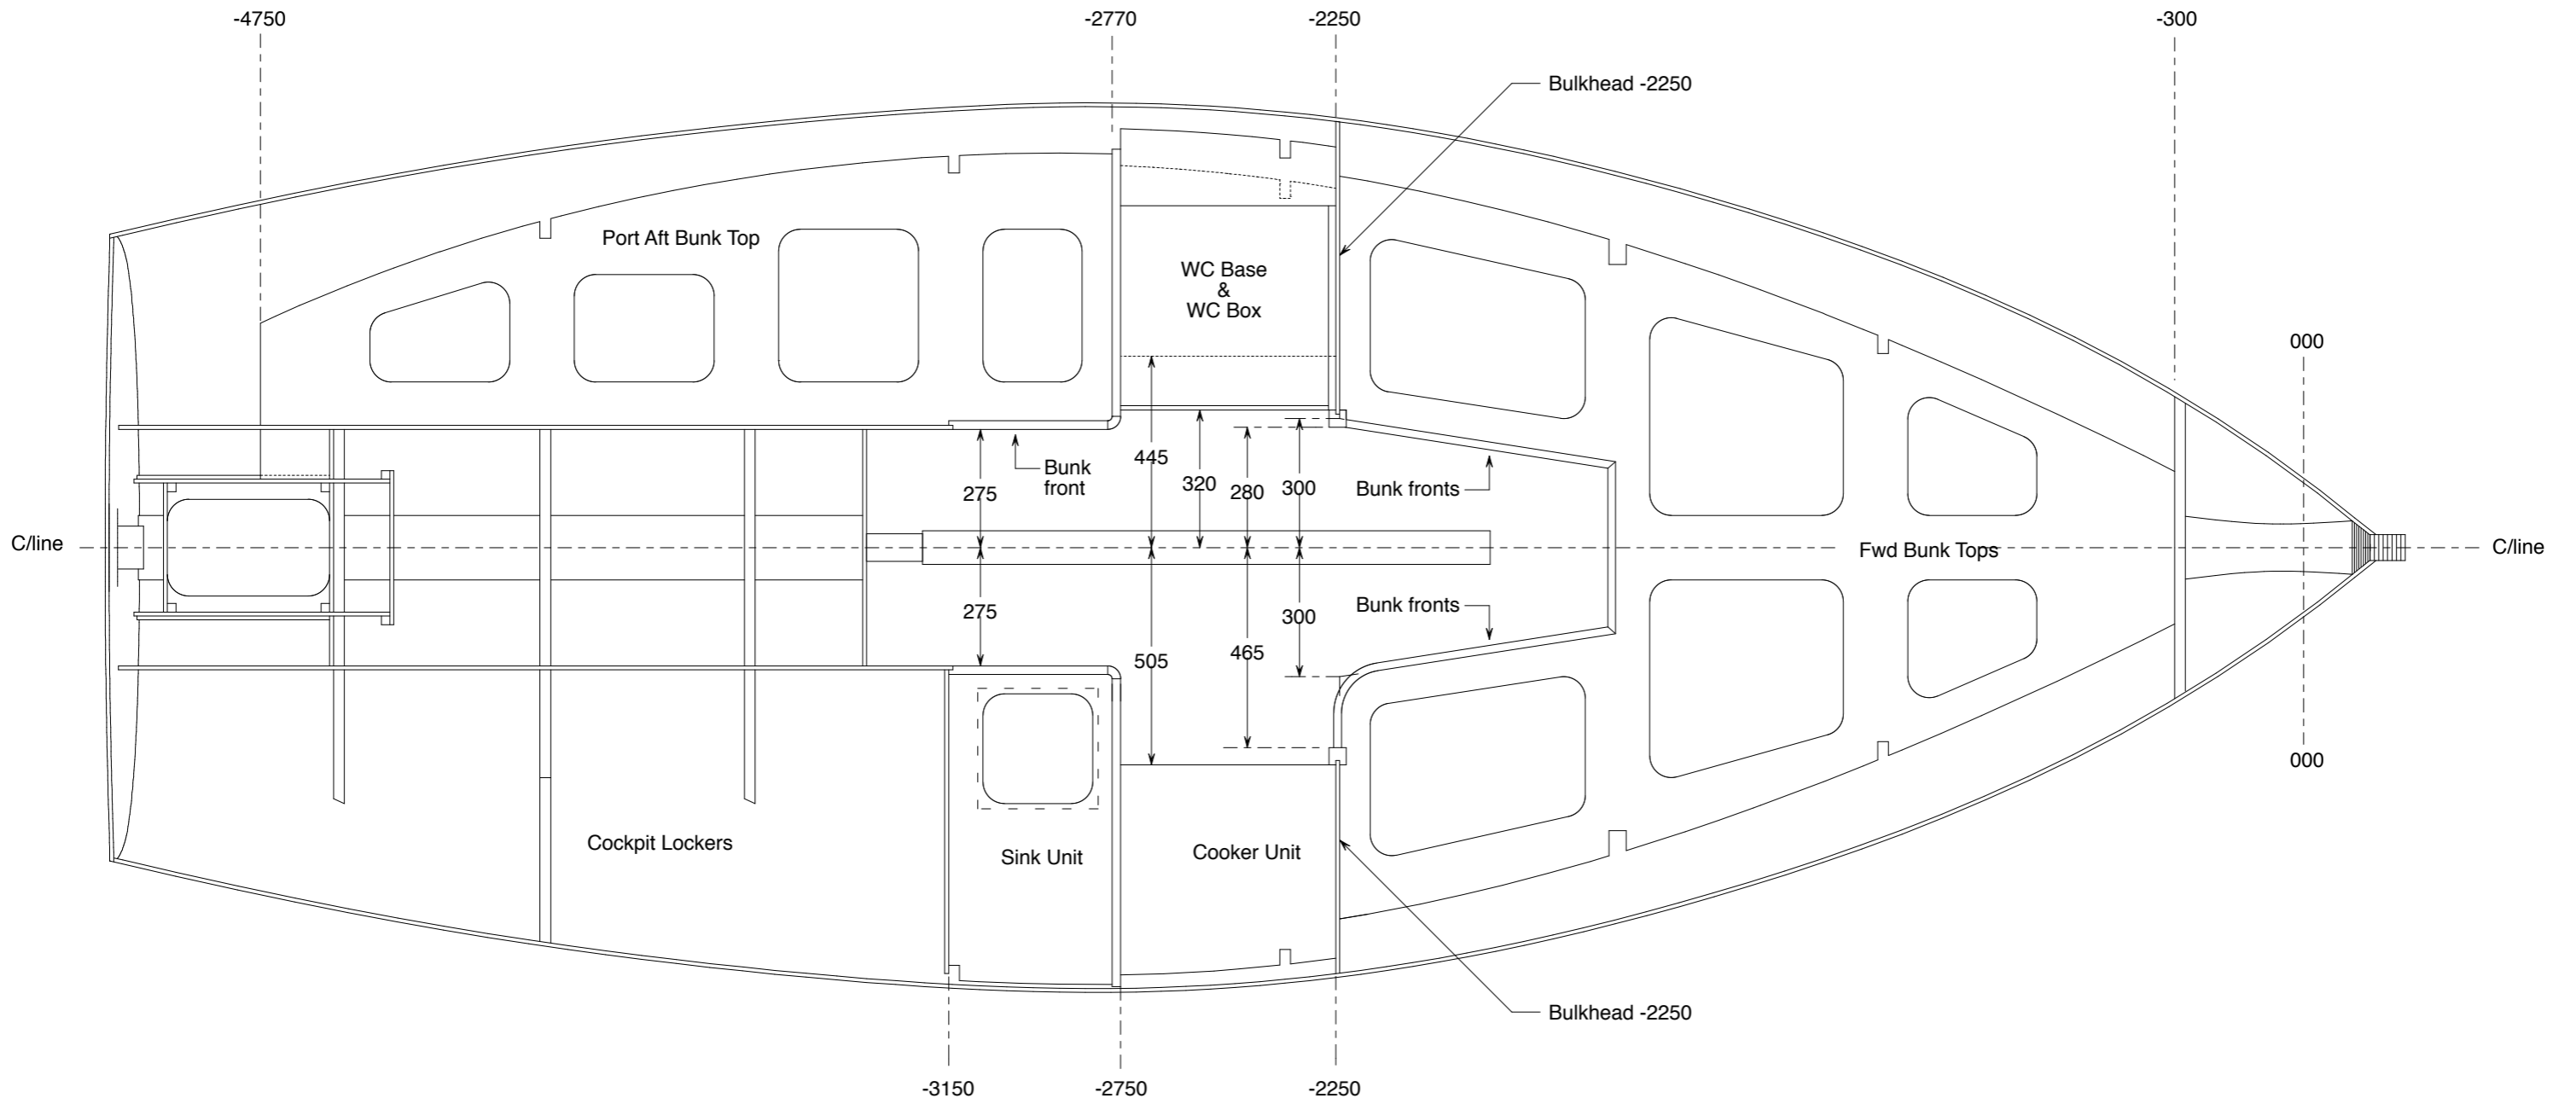 -4750
-2770
-2250
-300
Bulkhead -2250
Port Aft Bunk Top
WC Base
&
WC Box
000
445
Bunk
front
275
320
280
300
Bunk fronts
C/line
Fwd Bunk Tops
C/line
275
300
Bunk fronts
505
465
000
Cockpit Lockers
Sink Unit
Cooker Unit
Bulkhead -2250
-3150
-2750
-2250